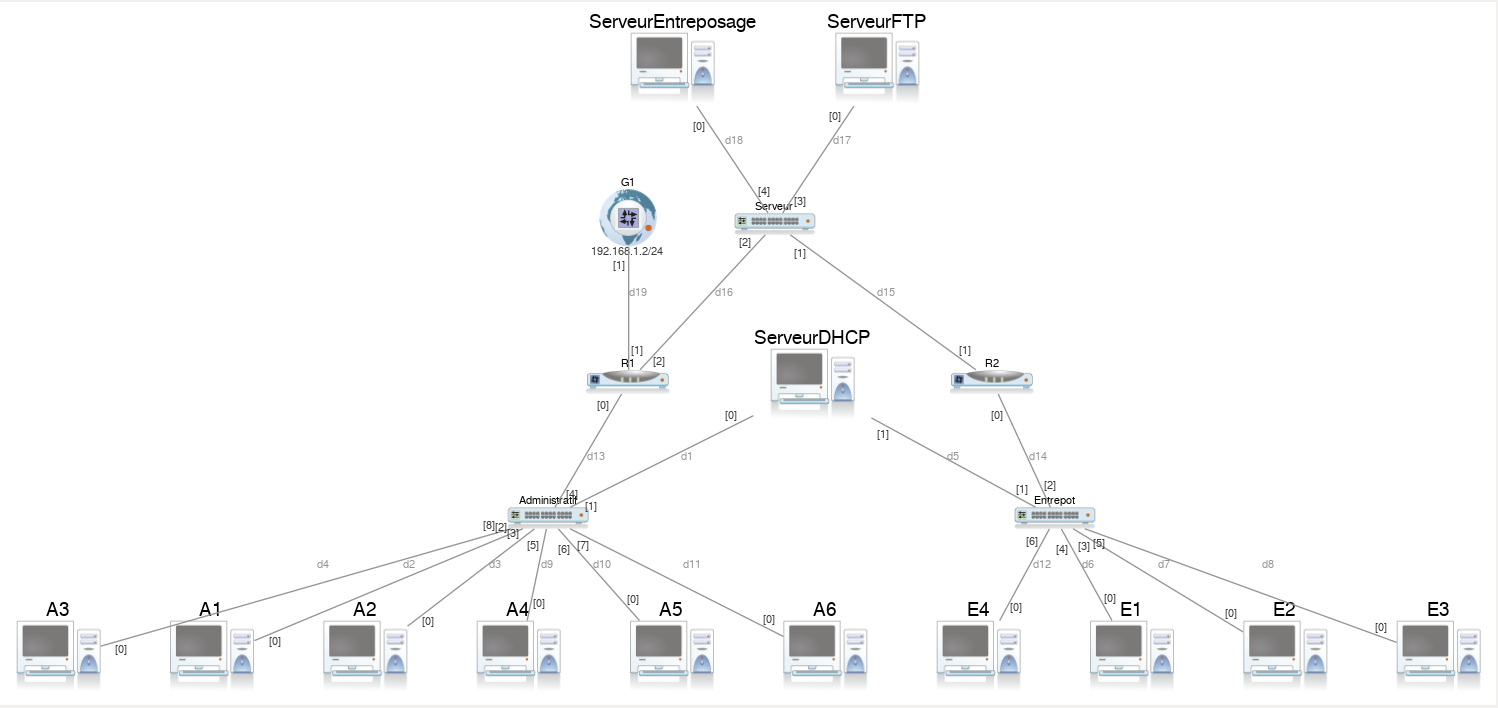 ServeurEntreposage ServeurFTP
[0] [0]
d18 d17
G1
[4] [3]
Serveur
192.168.1.2/24
[2] [1]
[1]
d19 d16 d15
ServeurDHCP
[1] [2] [1]
R1 R2
[0] [0] [0]
[1]
d13 d1 d5 d14
[4] [1] [1] [2]
Administratif Entrepot
[8] [2] [3]
[5] [6] [7] [6] [4] [3] [5]
d4 d2 d3 d9 d10 d11 d12 d6 d7 d8
A3 A1 A2 A4 A5 A6 E4 E1 E2 E3
[0] [0] [0] [0] [0] [0] [0] [0] [0] [0]